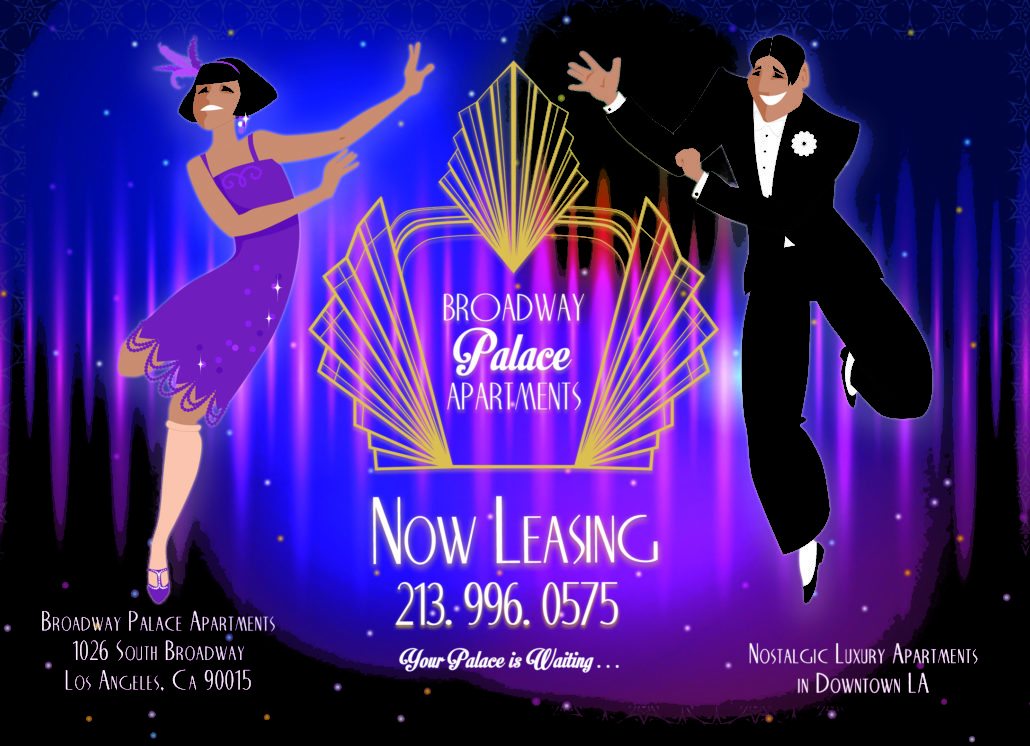 BROADWAY
Palace
APARTMENTS
NOW LEASING
213. 996. 0575
Your Palace is Waiting . . .
BROADWAY PALACE APARTMENTS
1026 SOUTH BROADWAY
LOS ANGELES, CA 90015
NOSTALGIC LUXURY APARTMENTS
IN DOWNTOWN LA